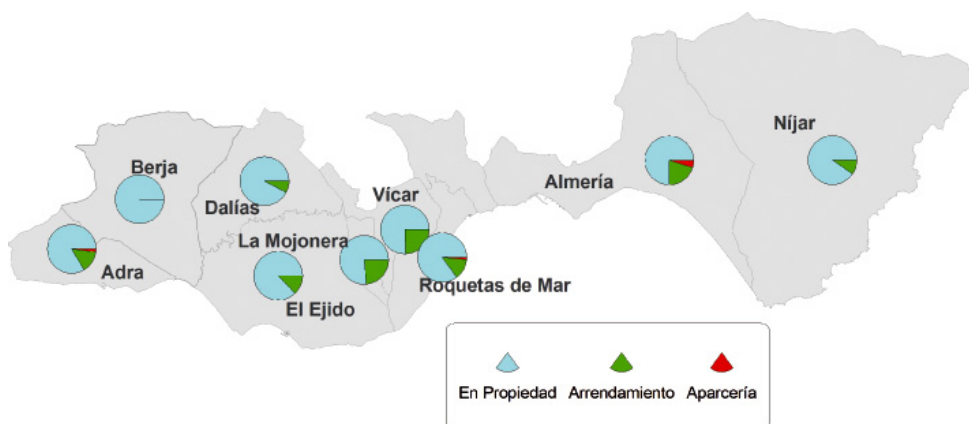 Níjar
Berja
Almería
Vícar
Dalías
La Mojonera
Adra
Roquetas de Mar
El Ejido
En Propiedad Arrendamiento Aparcería